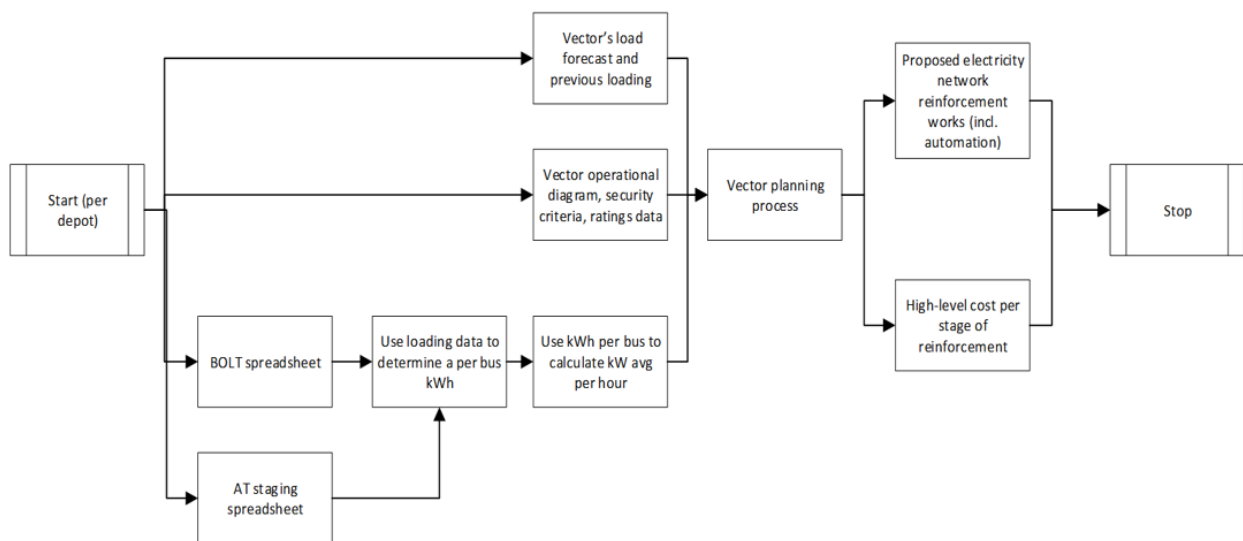 Vector's load
forecast and
previous loading
Proposed electricity
network
reinforcement
works (incl.
automation)
Start (per
depot)
Vector operational
diagram, security
criteria, ratings data
Vector planning
process
Stop
BOLT spreadsheet
Use loading data to
determine a per bus
kWh
Use kWh per bus to
calculate kW avg
per hour
High-level cost per
stage of
reinforcement
AT staging
spreadsheet